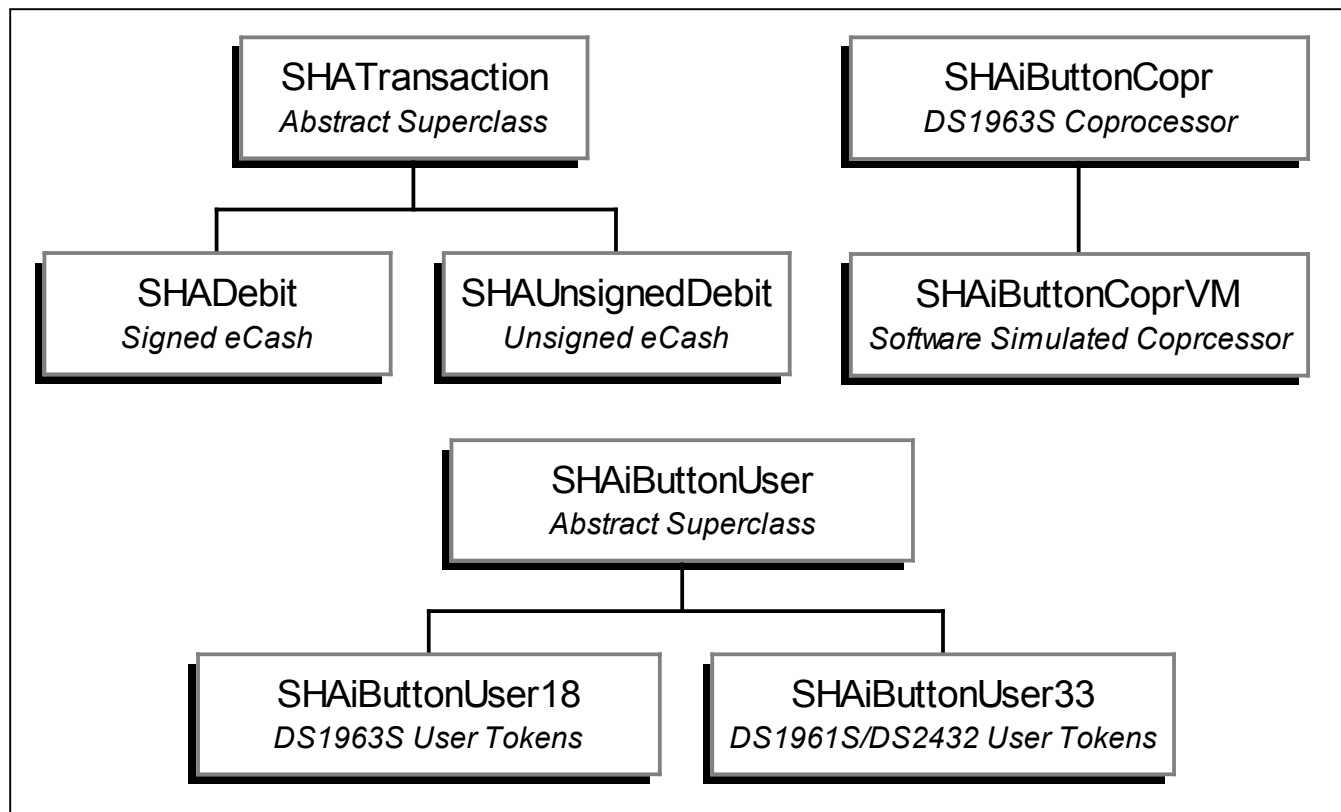 SHATransaction
Abstract Superclass
SHAiButtonCopr
DS1963S Coprocessor
SHADebit
Signed eCash
SHAUnsignedDebit
Unsigned eCash
SHAiButtonCoprVM
Software Simulated Coprcessor
SHAiButtonUser
Abstract Superclass
SHAiButtonUser18
DS1963S User Tokens
SHAiButtonUser33
DS1961S/DS2432 User Tokens